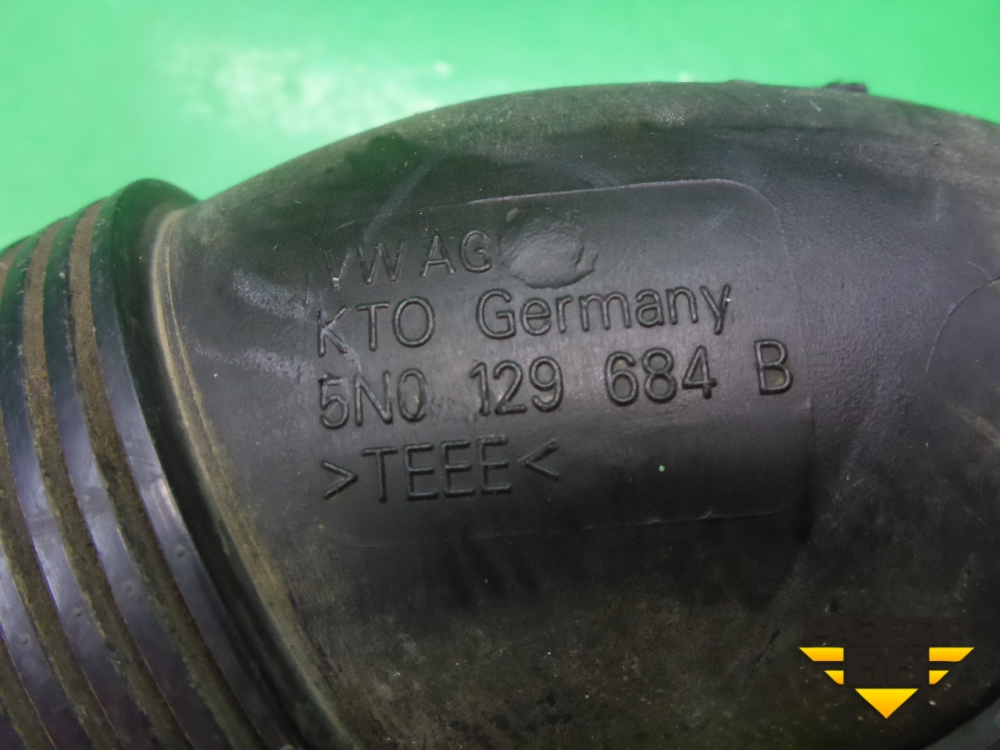 VW AG
KTO Germany
5N0 129 684 B
>TEEE<